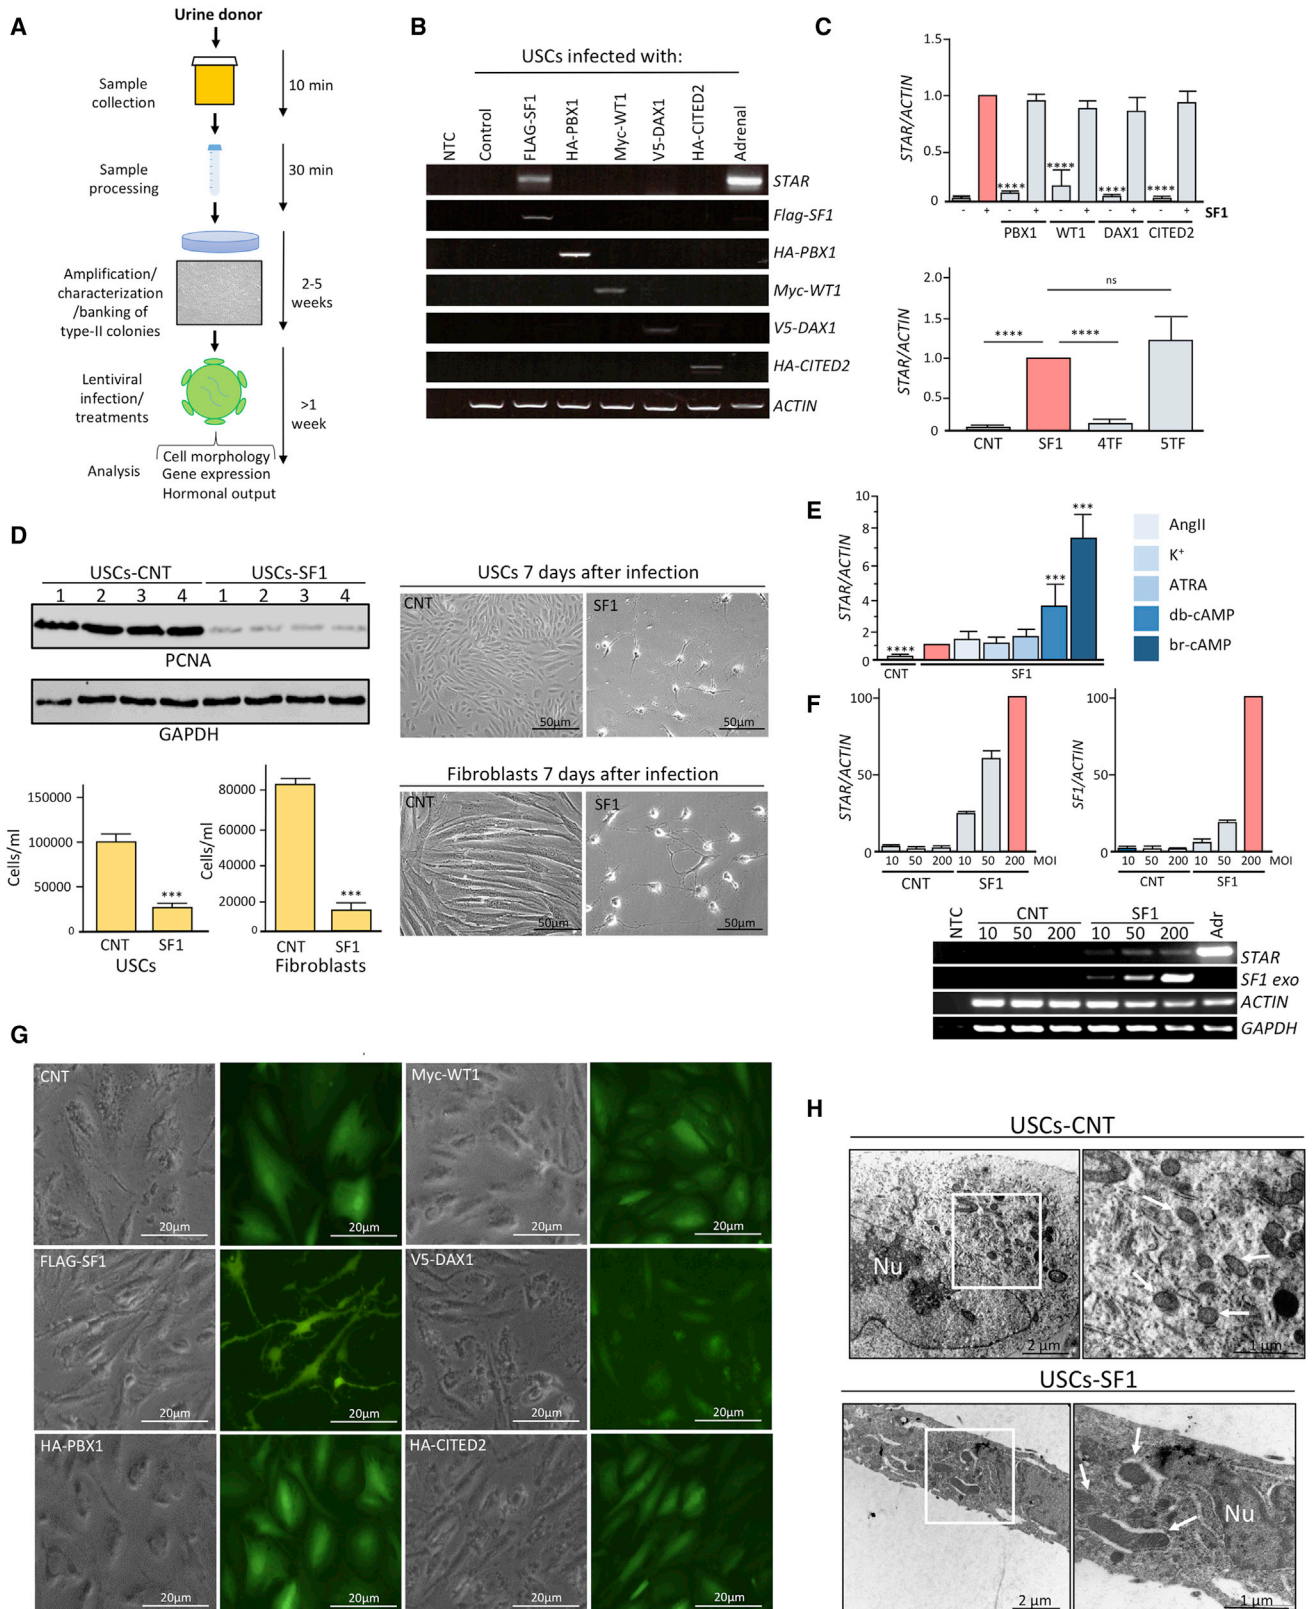 A
Urine donor
Sample
collection
10 min
Sample
processing
30 min
Amplification/
characterization
/banking of
type-II colonies
2-5
weeks
Lentiviral
infection/
treatments
>1
week
Analysis
Cell morphology
Gene expression
Hormonal output
B
USCs infected with:
NTC
Control
FLAG-SF1
HA-PBX1
Myc-WT1
V5-DAX1
HA-CITED2
Adrenal
STAR
Flag-SF1
HA-PBX1
Myc-WT1
V5-DAX1
HA-CITED2
ACTIN
C
STAR/ACTIN
1.5
1.0
0.5
0
**** **** **** ****
- + - + - + - + - + SF1
PBX1 WT1 DAX1 CITED2
STAR/ACTIN
2.0
1.5
1.0
0.5
0
ns
**** ****
CNT SF1 4TF 5TF
D
USCs-CNT USCs-SF1
1 2 3 4 1 2 3 4
PCNA
GAPDH
Cells/ml
150000
100000
50000
0
***
CNT SF1
USCs
Cells/ml
80000
60000
40000
20000
0
***
CNT SF1
Fibroblasts
USCs 7 days after infection
CNT
50µm
SF1
50µm
Fibroblasts 7 days after infection
CNT
50µm
SF1
50µm
E
STAR/ACTIN
10
8
6
4
2
0
****
***
***
CNT SF1
AngII
K+
ATRA
db-cAMP
br-cAMP
F
STAR/ACTIN
100
50
0
10 50 200 10 50 200 MOI
CNT SF1
SF1/ACTIN
100
50
0
10 50 200 10 50 200 MOI
CNT SF1
NTC
CNT SF1
Adr
10 50 200 10 50 200
STAR
SF1 exo
ACTIN
GAPDH
G
CNT
20µm
20µm
Myc-WT1
20µm
20µm
FLAG-SF1
20µm
20µm
V5-DAX1
20µm
20µm
HA-PBX1
20µm
20µm
HA-CITED2
20µm
20µm
H
USCs-CNT
Nu
2 µm
1 µm
USCs-SF1
2 µm
Nu
1 µm